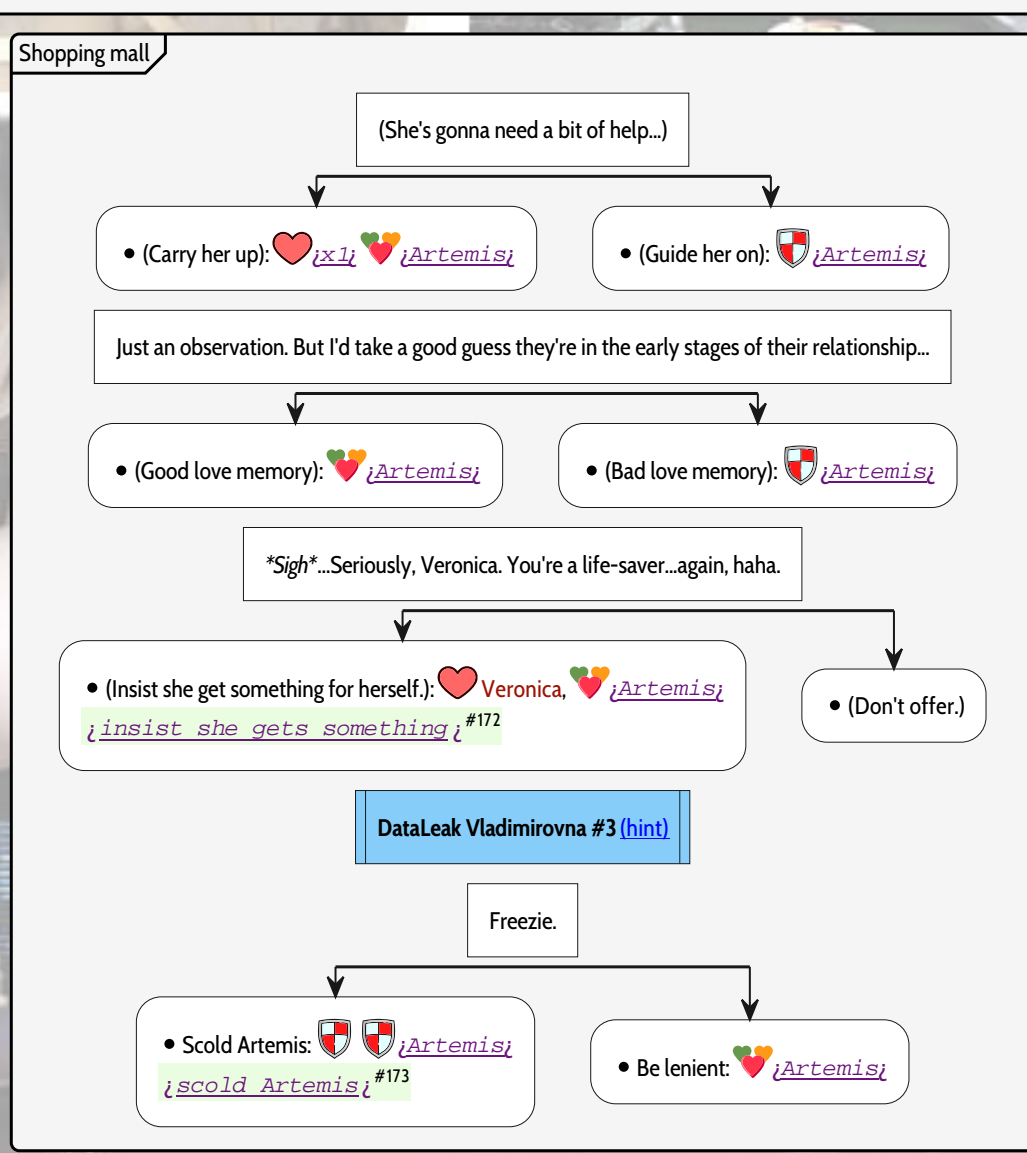 Shopping mall
(She's gonna need a bit of help...)
• (Carry her up): ¿x1¿ ¿Artemis¿
• (Guide her on): ¿Artemis¿
Just an observation. But I'd take a good guess they're in the early stages of their relationship...
• (Good love memory): ¿Artemis¿
• (Bad love memory): ¿Artemis¿
*Sigh*...Seriously, Veronica. You're a life-saver...again, haha.
• (Insist she get something for herself.): Veronica, ¿Artemis¿
¿insist she gets something¿#172
• (Don't offer.)
DataLeak Vladimirovna #3 (hint)
Freezie.
• Scold Artemis: ¿Artemis¿
¿scold Artemis¿#173
• Be lenient: ¿Artemis¿